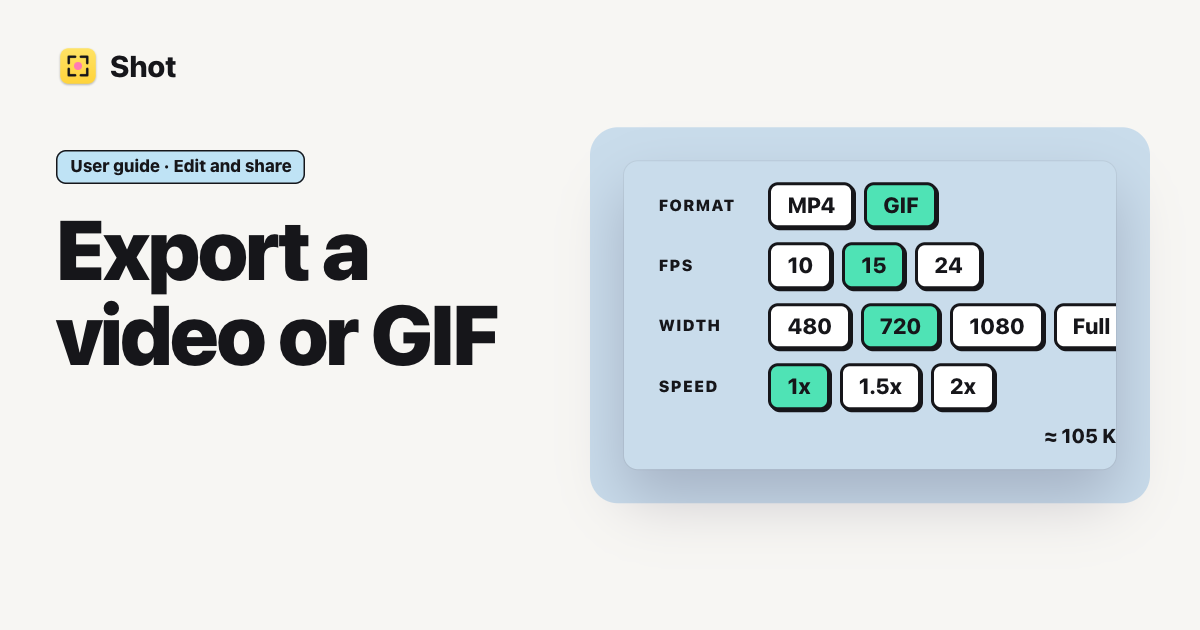 Shot
User guide · Edit and share
Export a
video or GIF
FORMAT MP4 GIF
FPS 10 15 24
WIDTH 480 720 1080 Full
SPEED 1x 1.5x 2x
≈ 105 K